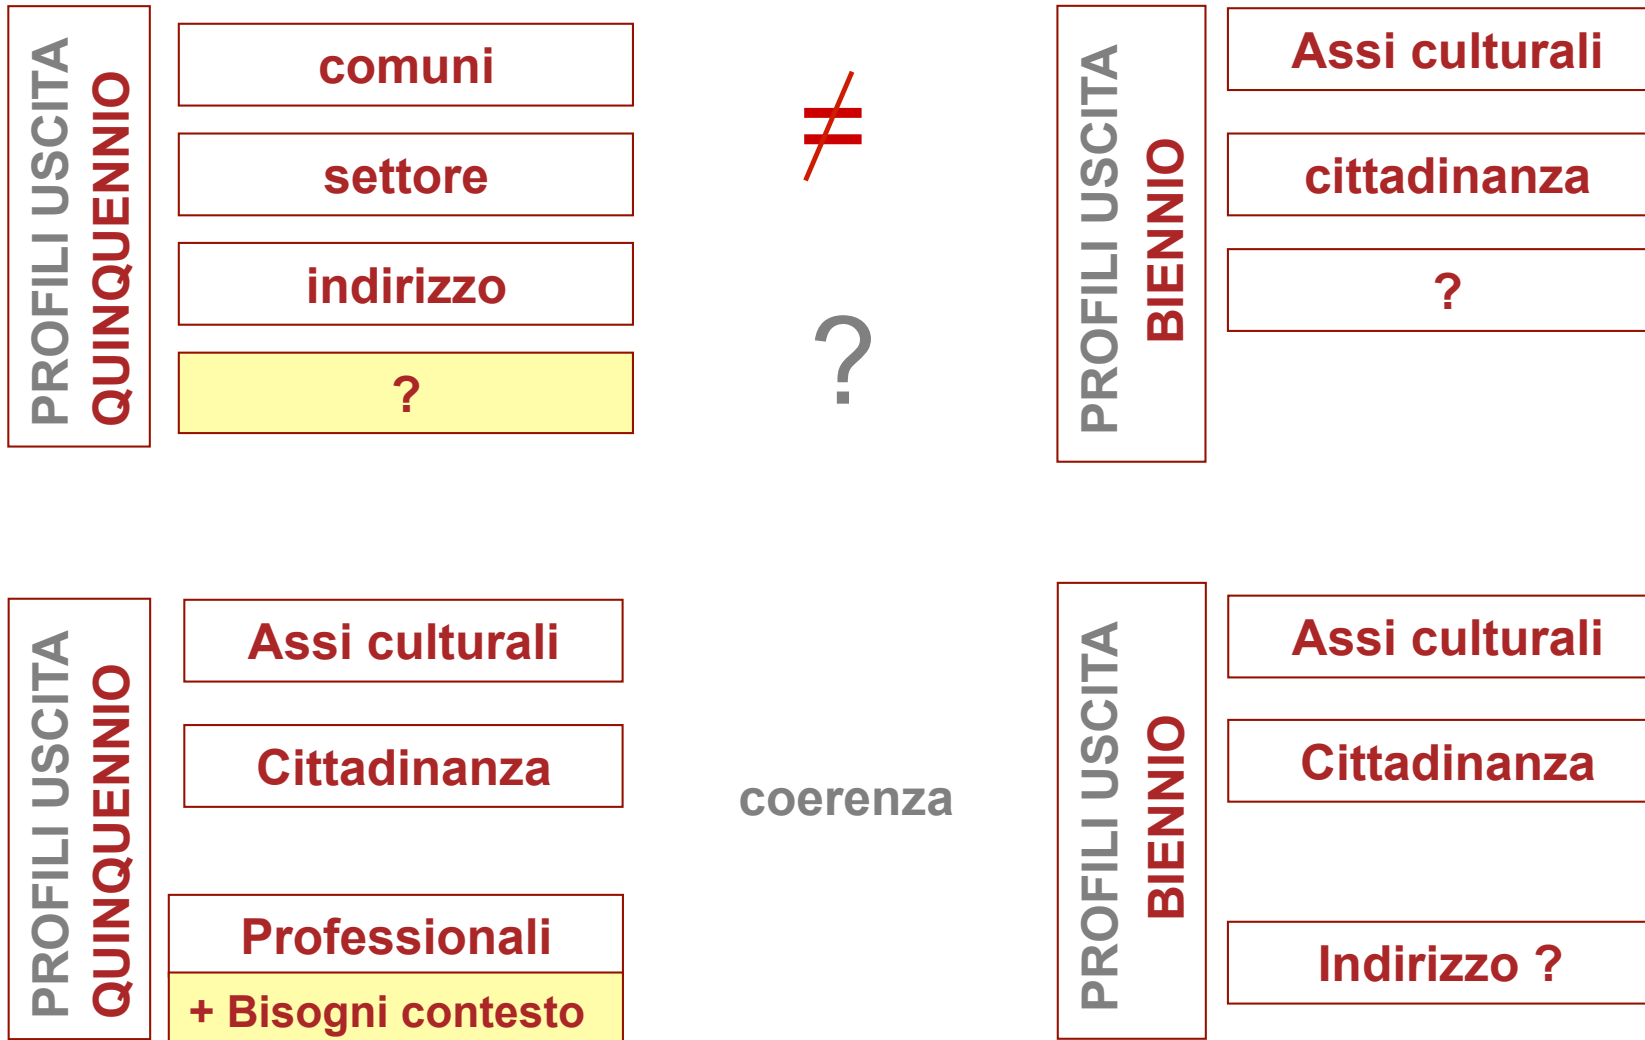 PROFILI USCITA
QUINQUENNIO
comuni
settore
indirizzo
?
≠
?
PROFILI USCITA
BIENNIO
Assi culturali
cittadinanza
?
PROFILI USCITA
QUINQUENNIO
Assi culturali
Cittadinanza
Professionali
+ Bisogni contesto
coerenza
PROFILI USCITA
BIENNIO
Assi culturali
Cittadinanza
Indirizzo ?